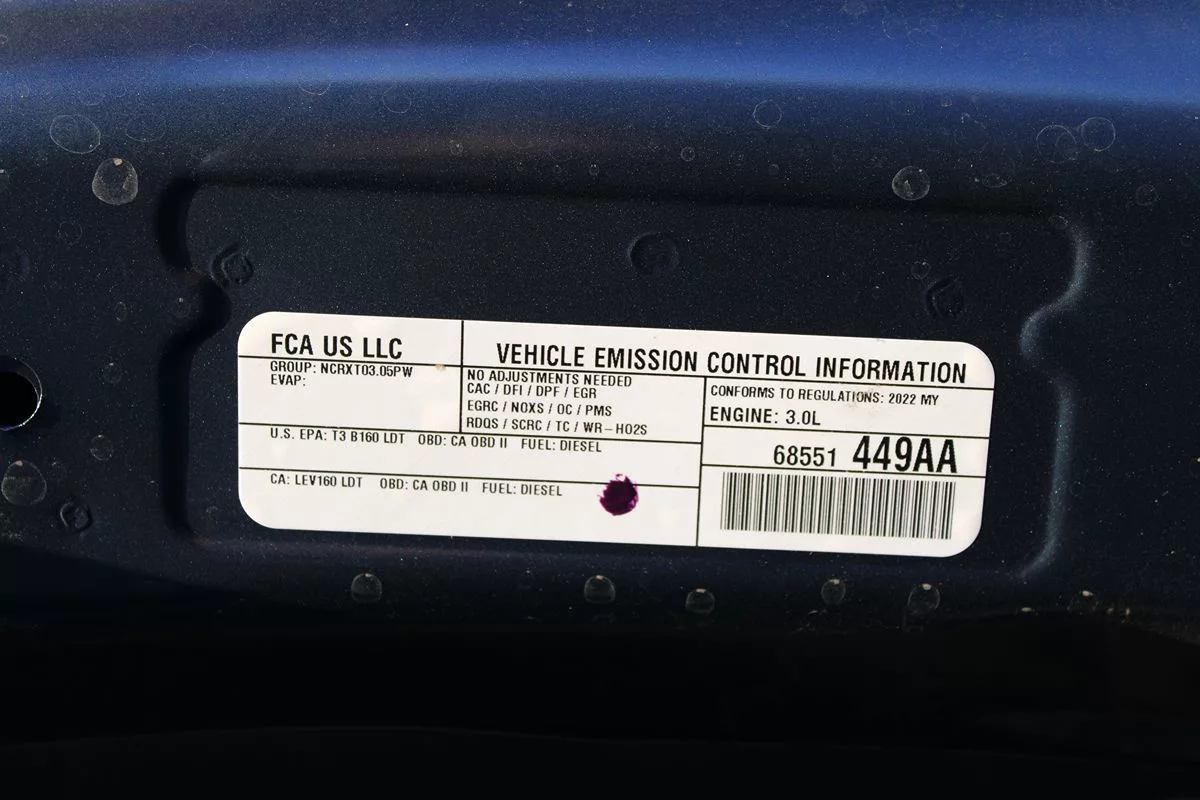 FCA US LLC
VEHICLE EMISSION CONTROL INFORMATION
GROUP: NCRXT03.05PW
EVAP:
NO ADJUSTMENTS NEEDED
CAC / DFI / DPF / EGR
EGRC / NOXS / OC / PMS
RDQS / SCRC / TC / WR-HO2S
CONFORMS TO REGULATIONS: 2022 MY
ENGINE: 3.0L
U.S. EPA: T3 B160 LDT OBD: CA OBD II FUEL: DIESEL
68551 449AA
CA: LEV160 LDT OBD: CA OBD II FUEL: DIESEL